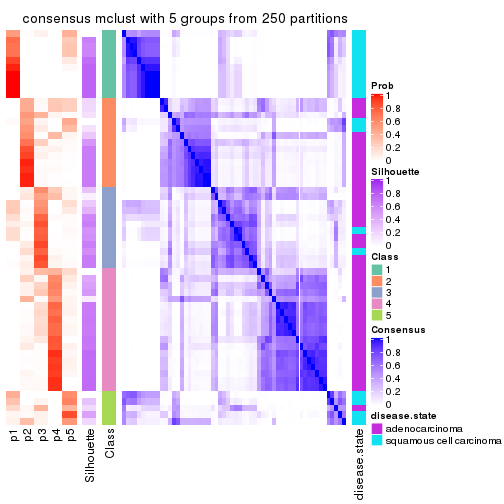 consensus mclust with 5 groups from 250 partitions
Prob
1
0.8
0.6
0.4
0.2
0
Silhouette
1
0.8
0.6
0.4
0.2
0
Class
1
2
3
4
5
Consensus
1
0.8
0.6
0.4
0.2
0
disease.state
adenocarcinoma
squamous cell carcinoma
p1
p2
p3
p4
p5
Silhouette
Class
disease.state